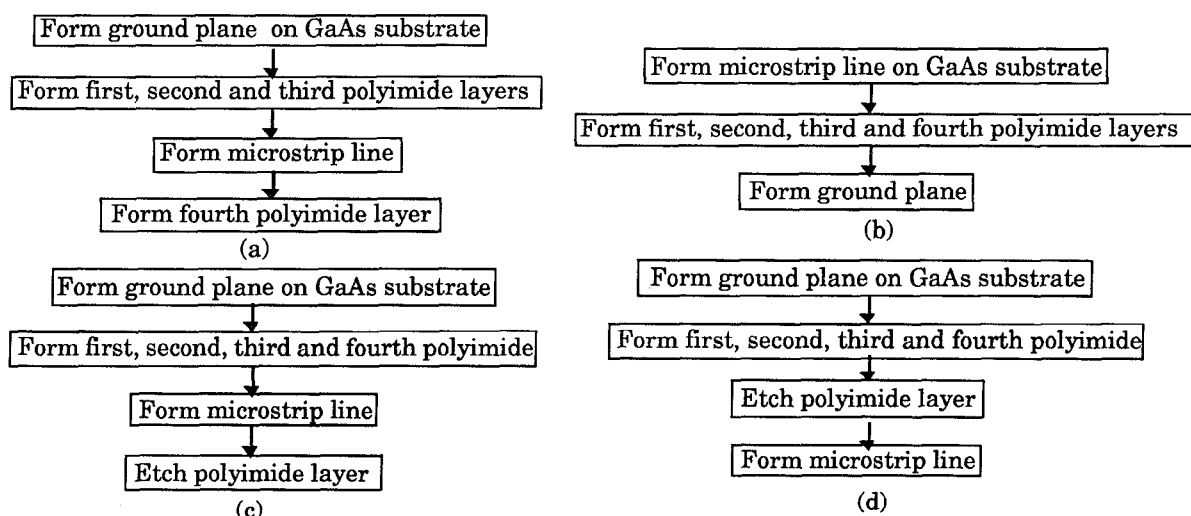 Form ground plane on GaAs substrate
Form first, second and third polyimide layers
Form microstrip line
Form fourth polyimide layer
(a)
Form microstrip line on GaAs substrate
Form first, second, third and fourth polyimide layers
Form ground plane
(b)
Form ground plane on GaAs substrate
Form first, second, third and fourth polyimide
Form microstrip line
Etch polyimide layer
(c)
Form ground plane on GaAs substrate
Form first, second, third and fourth polyimide
Etch polyimide layer
Form microstrip line
(d)